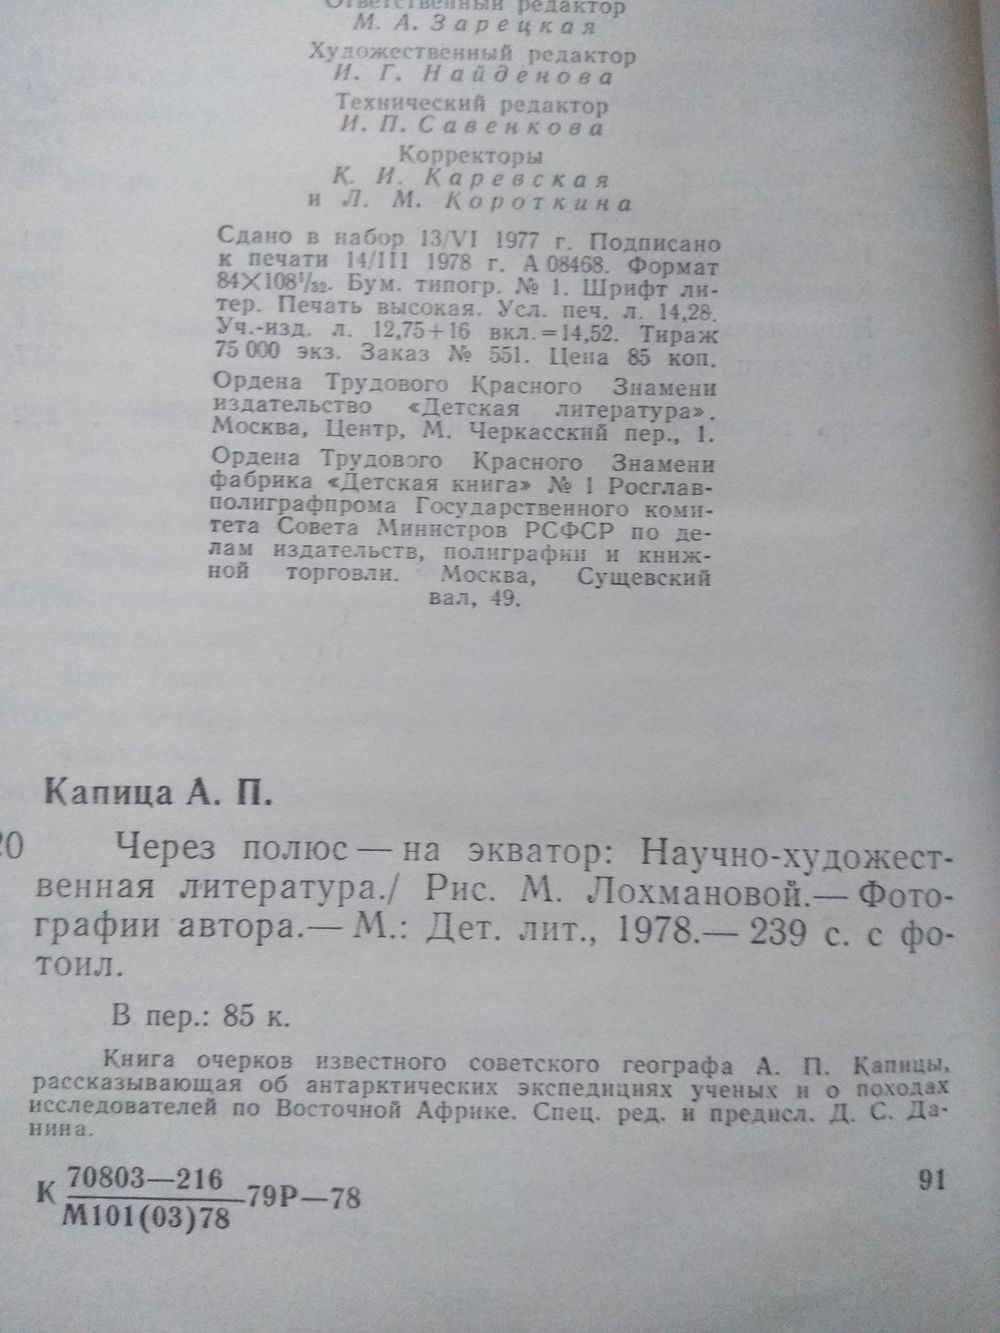 Ответственный редактор
М. А. Зарецкая
Художественный редактор
И. Г. Найденова
Технический редактор
И. П. Савенкова
Корректоры
К. И. Каревская
и Л. М. Короткина
Сдано в набор 13/VI 1977 г. Подписано
к печати 14/III 1978 г. А 08468. Формат
84×108¹/₃₂. Бум. типогр. № 1. Шрифт ли-
тер. Печать высокая. Усл. печ. л. 14,28.
Уч.-изд. л. 12,75+16 вкл.=14,52. Тираж
75 000 экз. Заказ № 551. Цена 85 коп.
Ордена Трудового Красного Знамени
издательство «Детская литература».
Москва, Центр, М. Черкасский пер., 1.
Ордена Трудового Красного Знамени
фабрика «Детская книга» № 1 Росглав-
полиграфпрома Государственного коми-
тета Совета Министров РСФСР по де-
лам издательств, полиграфии и книж-
ной торговли. Москва, Сущевский
вал, 49.
Капица А. П.
20 Через полюс — на экватор: Научно-художест-
венная литература./ Рис. М. Лохмановой.— Фото-
графии автора.— М.: Дет. лит., 1978.— 239 с. с фо-
тоил.
В пер.: 85 к.
Книга очерков известного советского географа А. П. Капицы,
рассказывающая об антарктических экспедициях ученых и о походах
исследователей по Восточной Африке. Спец. ред. и предисл. Д. С. Да-
нина.
К 70803—216 79Р—78 91
М101(03)78